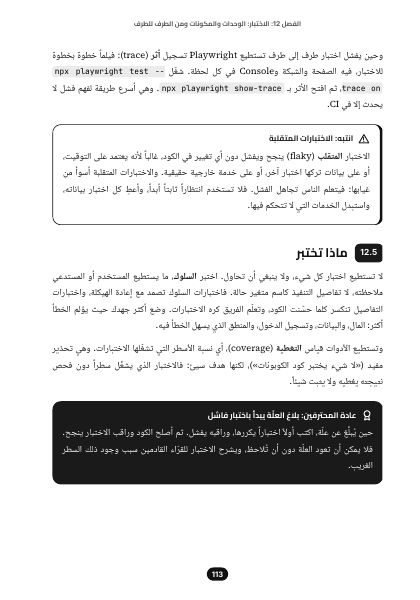 الفصل 12: الاختبار: الوحدات والمكونات ومن الطرف للطرف
وحين يفشل اختبار طرف إلى طرف تستطيع Playwright تسجيل أثر (trace): فيلماً خطوة بخطوة
للاختبار، فيه الصفحة والشبكة وConsole في كل لحظة. شغّل npx playwright test --
trace on، ثم افتح الأثر بـ npx playwright show-trace. وهي أسرع طريقة لفهم فشل لا
يحدث إلا في CI.
انتبه: الاختبارات المتقلبة
الاختبار المتقلب (flaky) ينجح ويفشل دون أي تغيير في الكود، غالباً لأنه يعتمد على التوقيت،
أو على بيانات تركها اختبار آخر، أو على خدمة خارجية حقيقية. والاختبارات المتقلبة أسوأ من
غيابها: فيتعلم الناس تجاهل الفشل. فلا تستخدم انتظاراً ثابتاً أبداً، وأعطِ كل اختبار بياناته،
واستبدل الخدمات التي لا تتحكم فيها.
12.5 ماذا تختبر
لا تستطيع اختبار كل شيء، ولا ينبغي أن تحاول. اختبر السلوك، ما يستطيع المستخدم أو المستدعي
ملاحظته، لا تفاصيل التنفيذ كاسم متغير حالة. فاختبارات السلوك تصمد مع إعادة الهيكلة، واختبارات
التفاصيل تنكسر كلما حسّنت الكود، وتعلّم الفريق كره الاختبارات. وضع أكثر جهدك حيث يؤلم الخطأ
أكثر: المال، والبيانات، وتسجيل الدخول، والمنطق الذي يسهل الخطأ فيه.
وتستطيع الأدوات قياس التغطية (coverage)، أي نسبة الأسطر التي تشغّلها الاختبارات. وهي تحذير
مفيد («لا شيء يختبر كود الكوبونات»)، لكنها هدف سيئ: فالاختبار الذي يشغّل سطراً دون فحص
نتيجته يغطيه ولا يثبت شيئاً.
عادة المحترفين: بلاغ العلّة يبدأ باختبار فاشل
حين يُبلَّغ عن علّة، اكتب أولاً اختباراً يكررها، وراقبه يفشل. ثم أصلح الكود وراقب الاختبار ينجح.
فلا يمكن أن تعود العلّة دون أن تُلاحظ، ويشرح الاختبار للقرّاء القادمين سبب وجود ذلك السطر
الغريب.
113